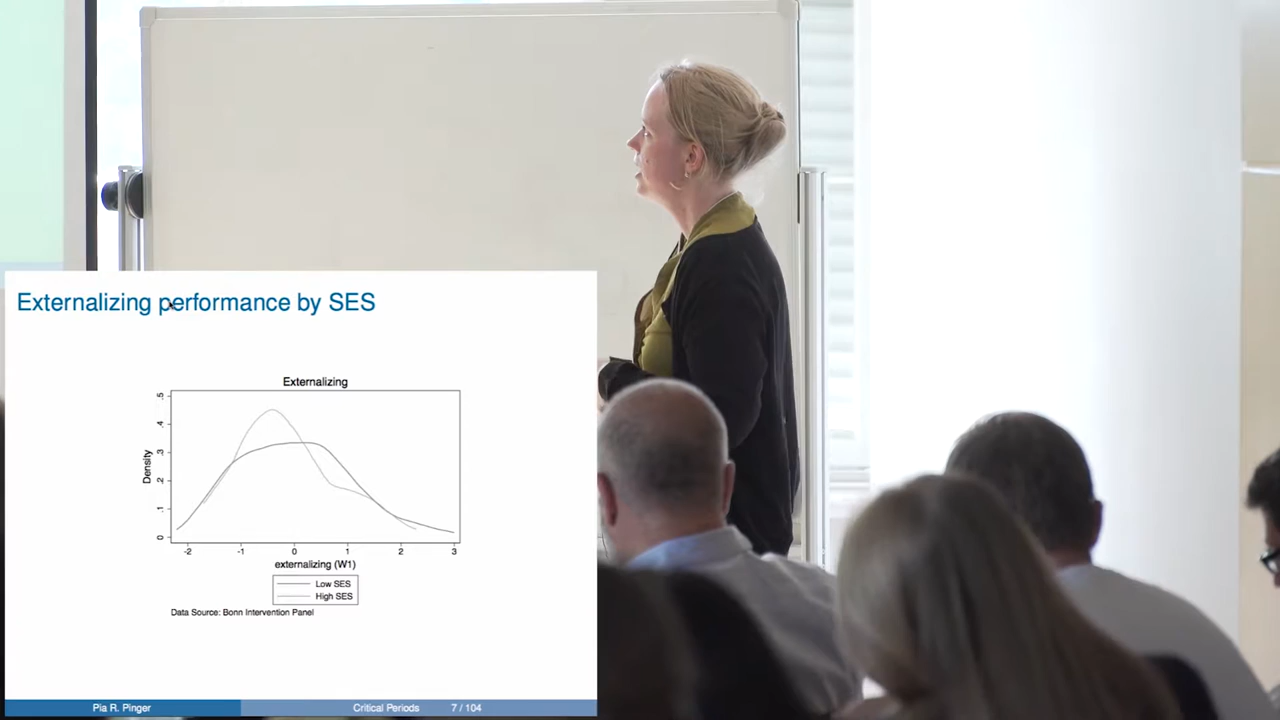 Externalizing performance by SES
Externalizing
.5
.4
.3
.2
.1
0
Density
-2 -1 0 1 2 3
externalizing (W1)
Low SES
High SES
Data Source: Bonn Intervention Panel
Pia R. Pinger Critical Periods 7 / 104